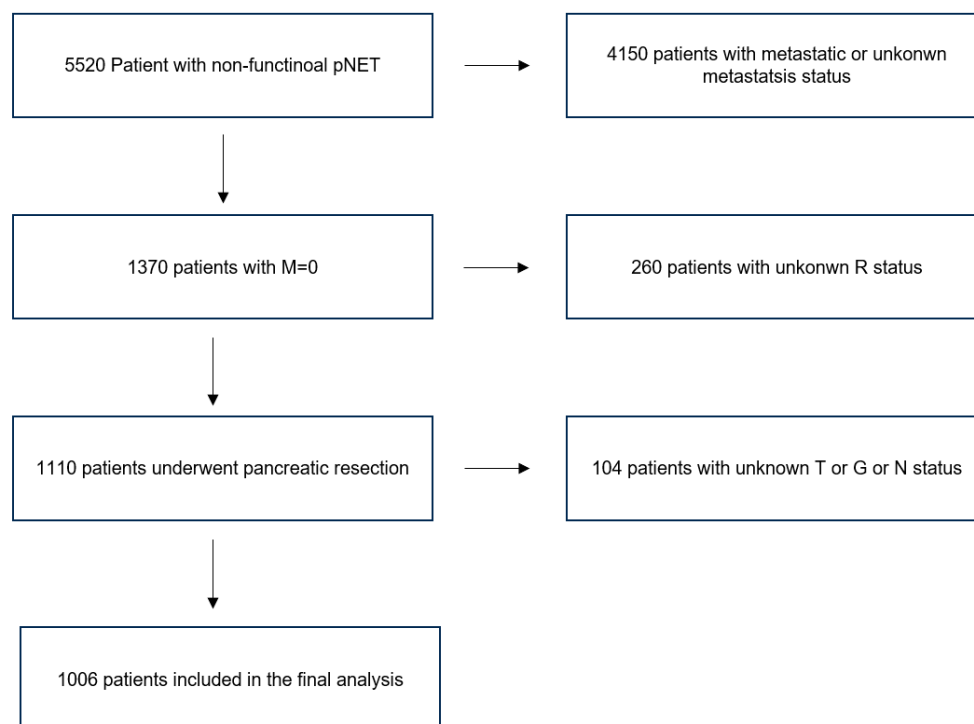 5520 Patient with non-functinoal pNET
4150 patients with metastatic or unkonwn
metastatsis status
1370 patients with M=0
260 patients with unkonwn R status
1110 patients underwent pancreatic resection
104 patients with unknown T or G or N status
1006 patients included in the final analysis